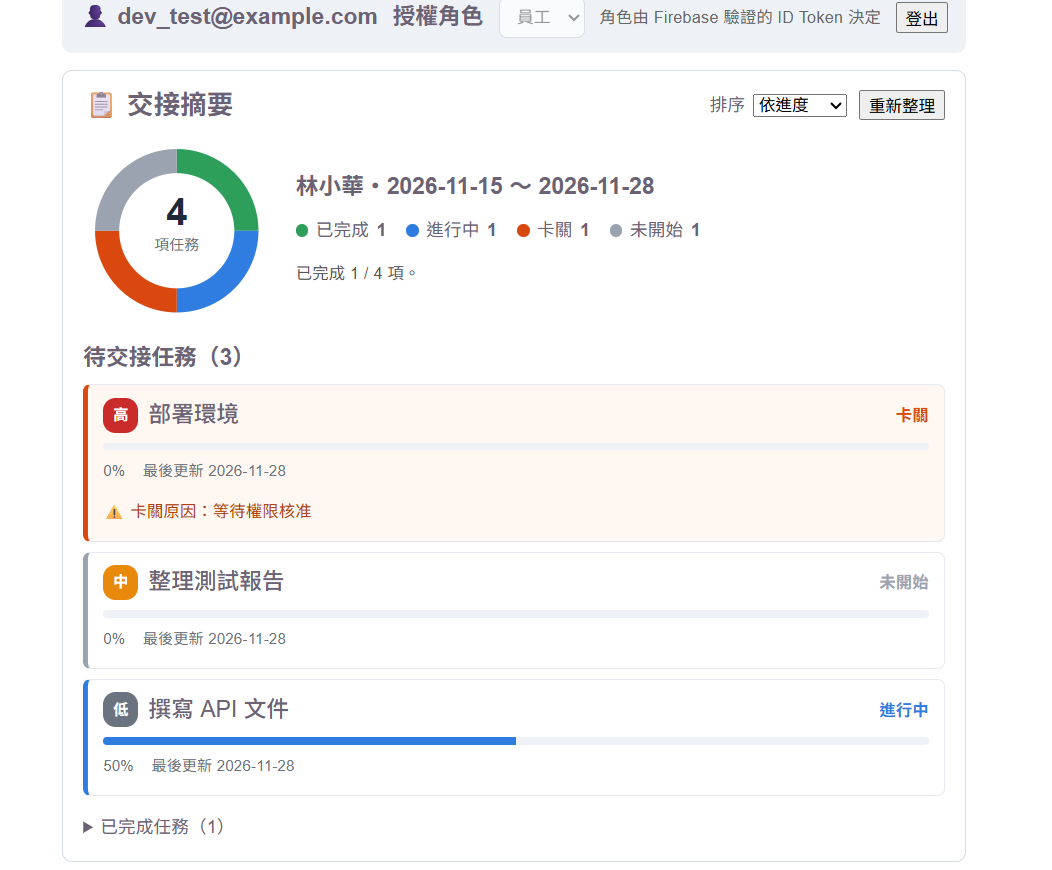 dev_test@example.com 授權角色 員工 角色由 Firebase 驗證的 ID Token 決定 登出
交接摘要 排序 依進度 重新整理
4
項任務
林小華・2026-11-15 ～ 2026-11-28
已完成 1 進行中 1 卡關 1 未開始 1
已完成 1 / 4 項。
待交接任務（3）
高 部署環境 卡關
0% 最後更新 2026-11-28
卡關原因：等待權限核准
中 整理測試報告 未開始
0% 最後更新 2026-11-28
低 撰寫 API 文件 進行中
50% 最後更新 2026-11-28
已完成任務（1）